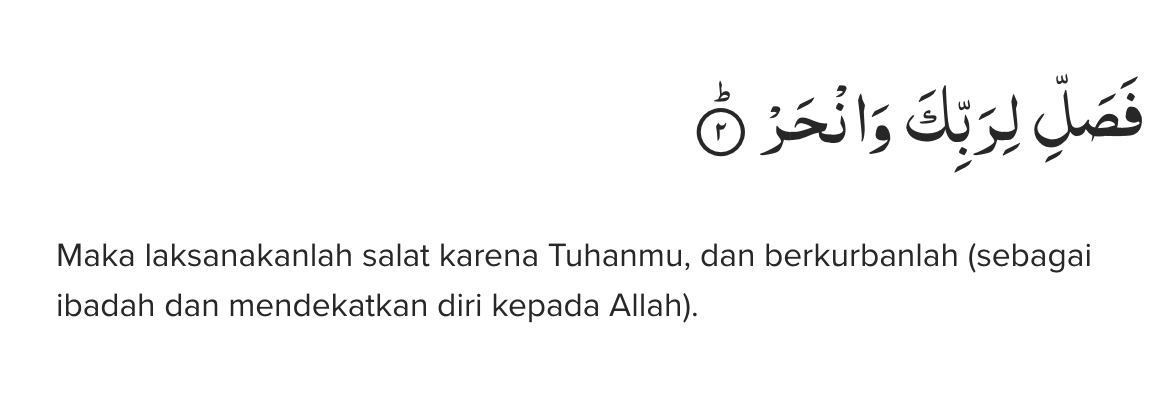 فَصَلِّ لِرَبِّكَ وَانْحَرْۗ ۝٢
Maka laksanakanlah salat karena Tuhanmu, dan berkurbanlah (sebagai
ibadah dan mendekatkan diri kepada Allah).